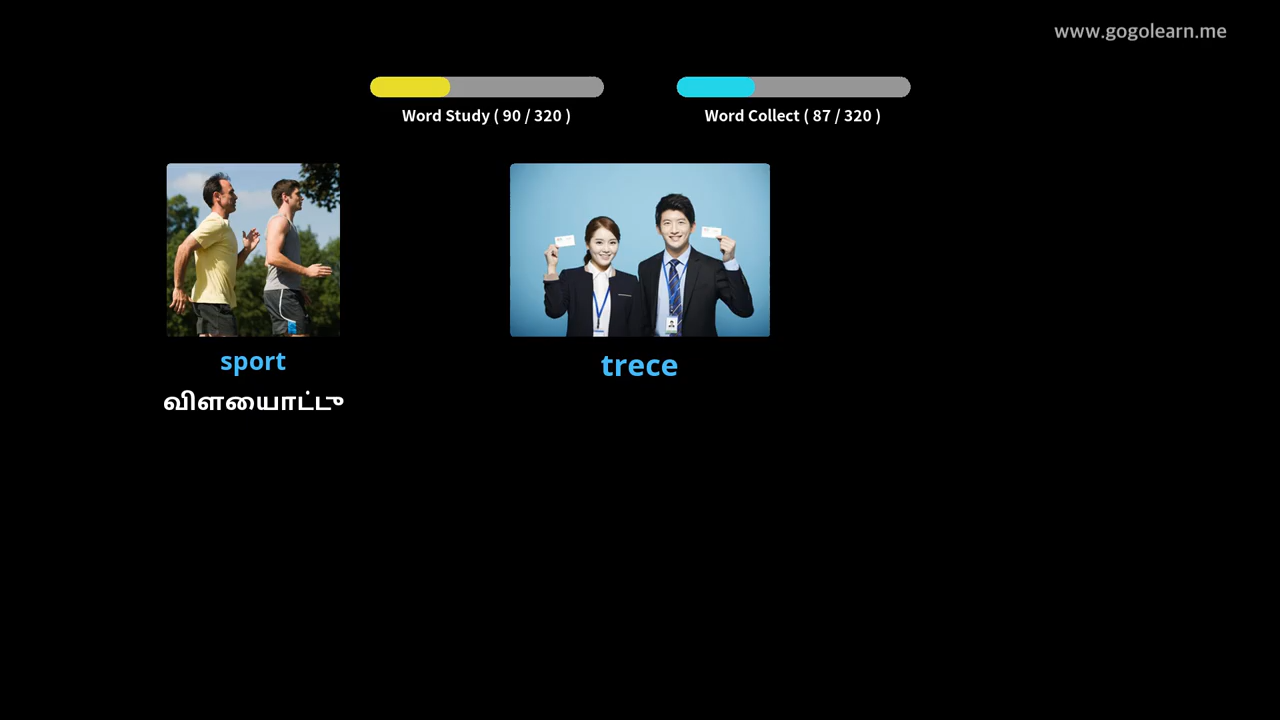 www.gogolearn.me
Word Study ( 90 / 320 )
Word Collect ( 87 / 320 )
sport
விளையாட்டு
trece